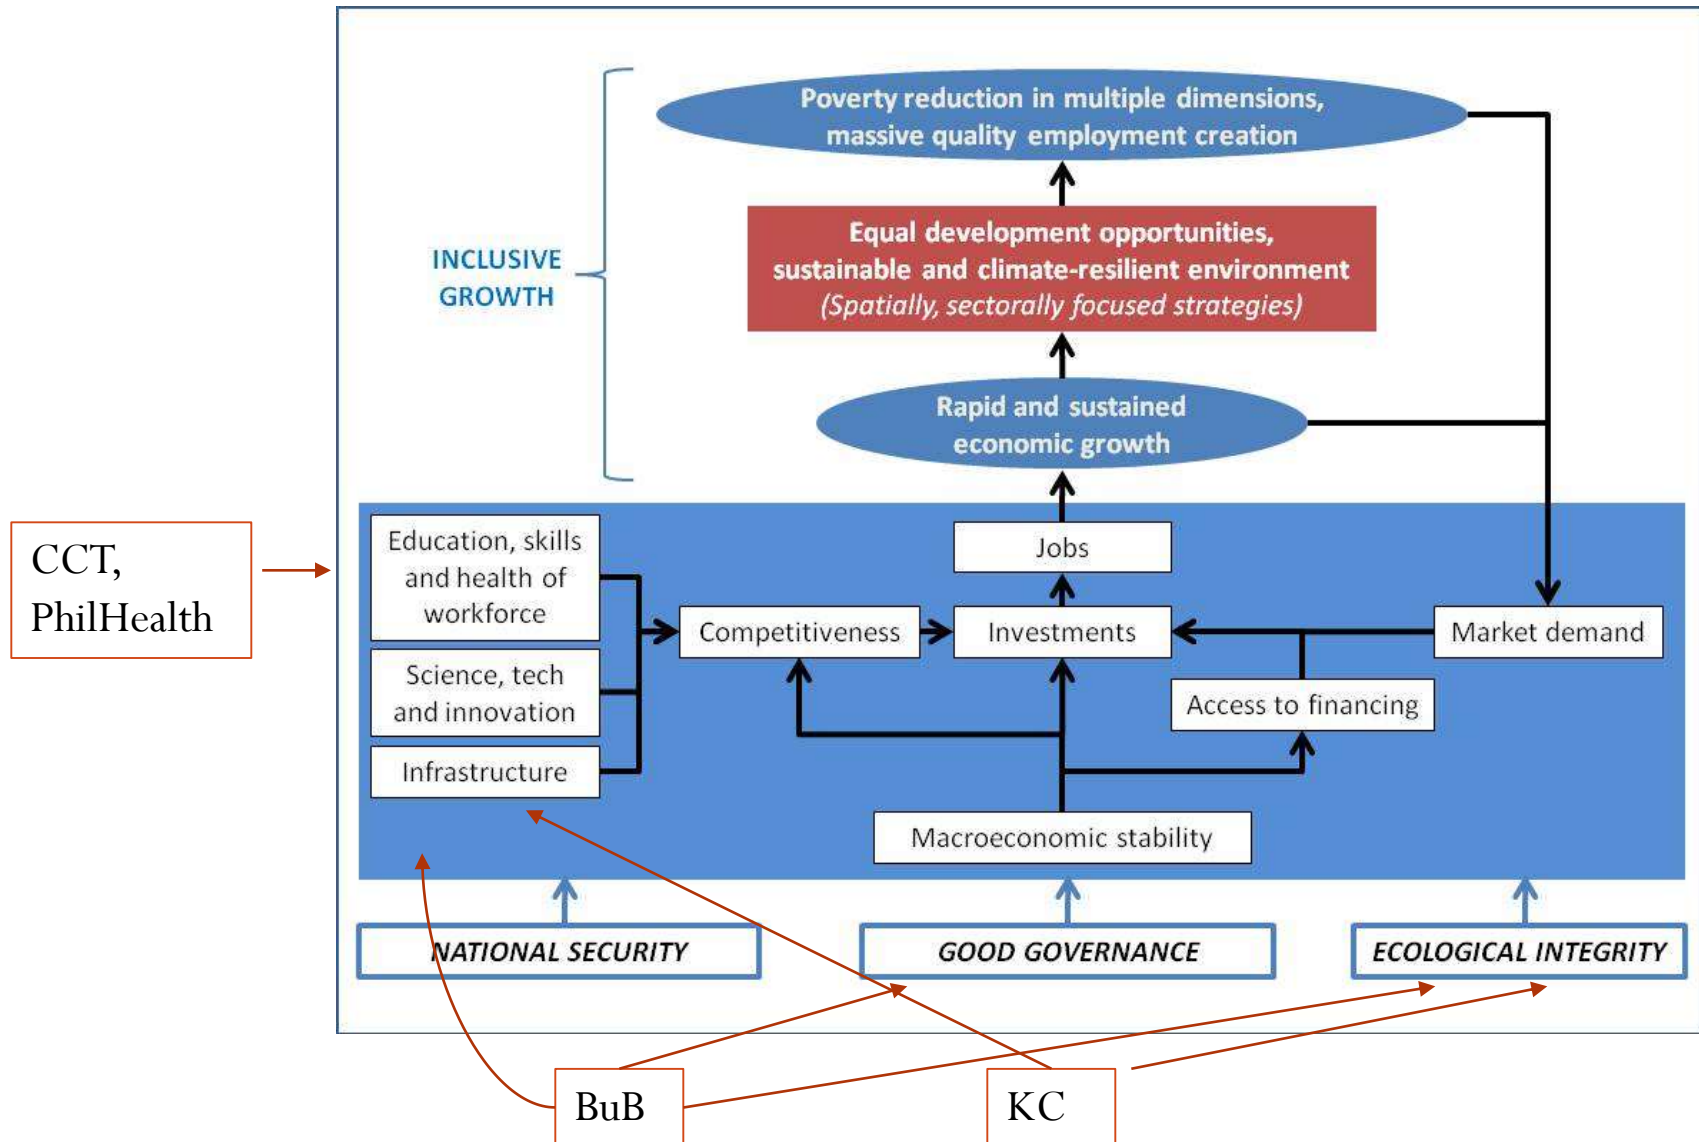 Poverty reduction in multiple dimensions,
massive quality employment creation
Equal development opportunities,
sustainable and climate-resilient environment
(Spatially, sectorally focused strategies)
INCLUSIVE
GROWTH
Rapid and sustained
economic growth
CCT,
PhilHealth
Education, skills
and health of
workforce
Jobs
Competitiveness
Investments
Market demand
Science, tech
and innovation
Access to financing
Infrastructure
Macroeconomic stability
NATIONAL SECURITY
GOOD GOVERNANCE
ECOLOGICAL INTEGRITY
BuB
KC